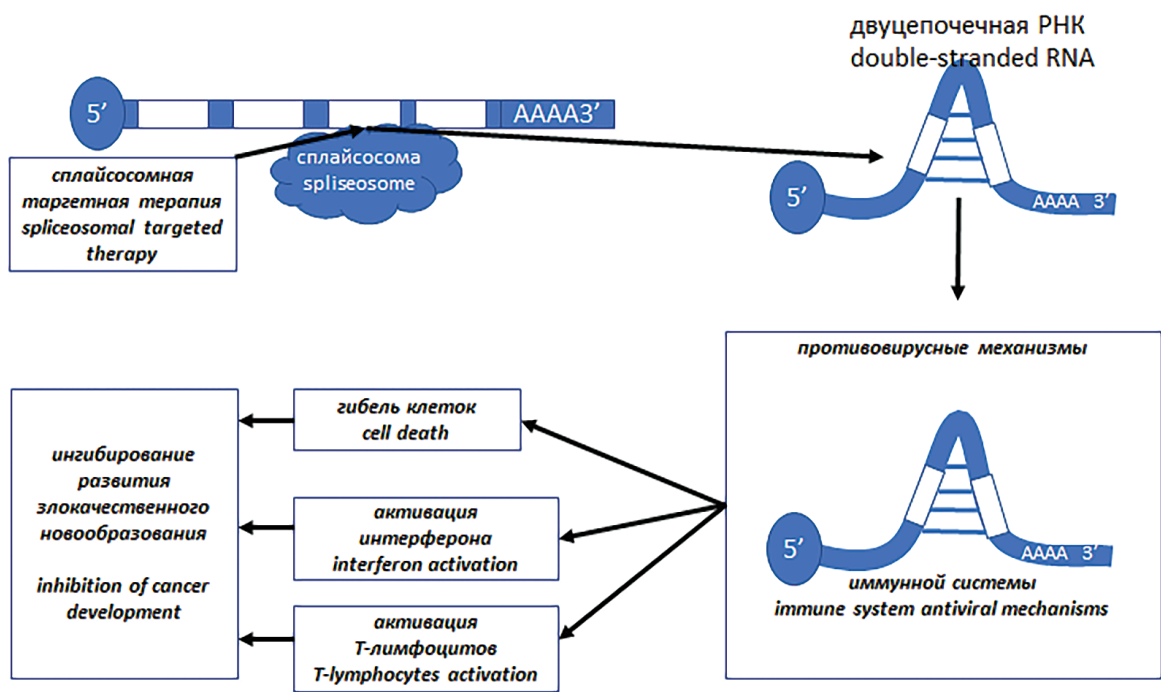 двуцепочечная РНК
double-stranded RNA
5’
АААА3’
сплайсосома
spliseosome
сплайсосомная
таргетная терапия
spliceosomal targeted
therapy
5’
АААА 3’
противовирусные механизмы
5’
АААА 3’
иммунной системы
immune system antiviral mechanisms
гибель клеток
cell death
активация
интерферона
interferon activation
активация
Т-лимфоцитов
T-lymphocytes activation
ингибирование
развития
злокачественного
новообразования
inhibition of cancer
development